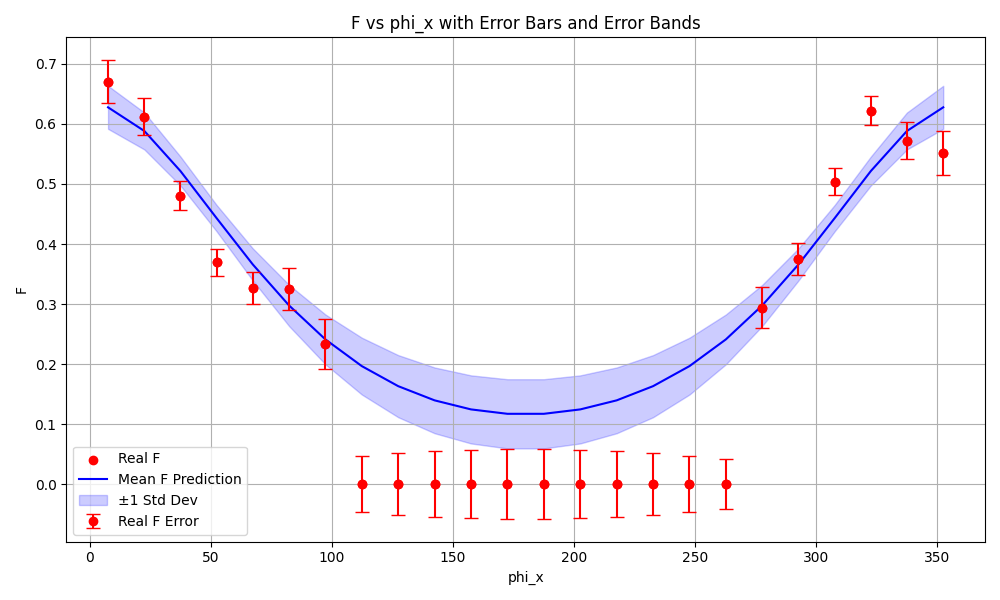 F vs phi_x with Error Bars and Error Bands
F
0.7
0.6
0.5
0.4
0.3
0.2
0.1
0.0
Real F
Mean F Prediction
±1 Std Dev
Real F Error
0 50 100 150 200 250 300 350
phi_x